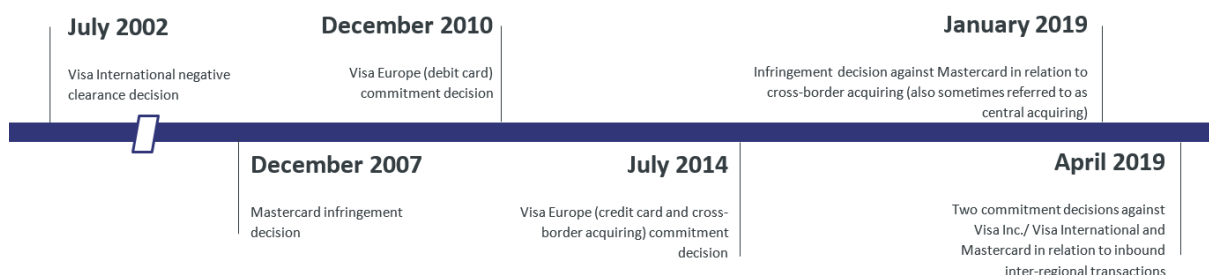 July 2002
Visa International negative
clearance decision
December 2010
Visa Europe (debit card)
commitment decision
January 2019
Infringement decision against Mastercard in relation to
cross-border acquiring (also sometimes referred to as
central acquiring)
December 2007
Mastercard infringement
decision
July 2014
Visa Europe (credit card and cross-
border acquiring) commitment
decision
April 2019
Two commitment decisions against
Visa Inc./ Visa International and
Mastercard in relation to inbound
inter-regional transactions